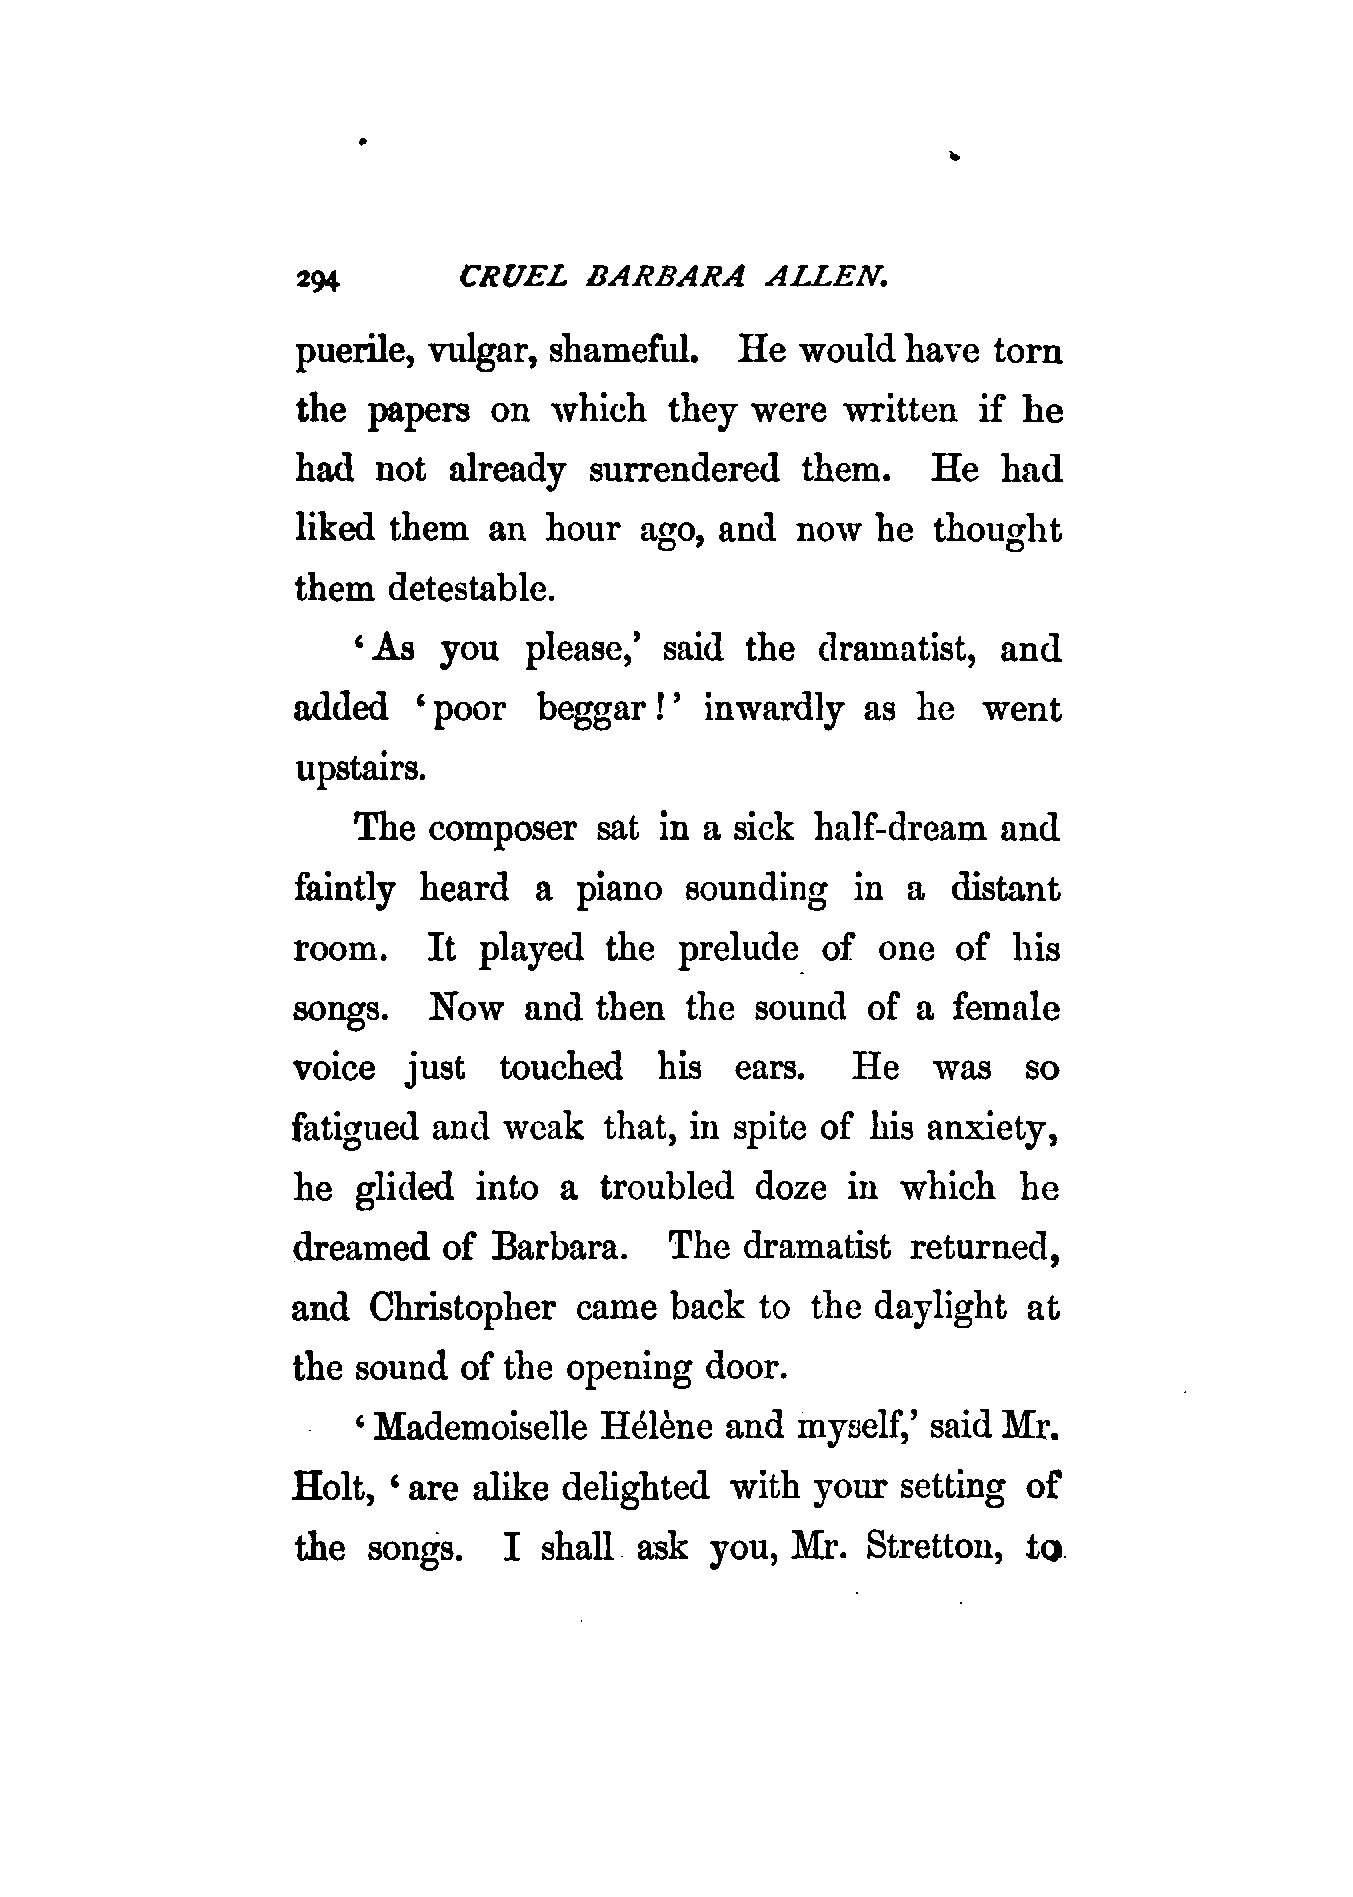 294 CRUEL BARBARA ALLEN.
puerile, vulgar, shameful. He would have torn
the papers on which they were written if he
had not already surrendered them. He had
liked them an hour ago, and now he thought
them detestable.
‘As you please,’ said the dramatist, and
added ‘poor beggar!’ inwardly as he went
upstairs.
The composer sat in a sick half-dream and
faintly heard a piano sounding in a distant
room. It played the prelude of one of his
songs. Now and then the sound of a female
voice just touched his ears. He was so
fatigued and weak that, in spite of his anxiety,
he glided into a troubled doze in which he
dreamed of Barbara. The dramatist returned,
and Christopher came back to the daylight at
the sound of the opening door.
‘Mademoiselle Hélène and myself,’ said Mr.
Holt, ‘are alike delighted with your setting of
the songs. I shall ask you, Mr. Stretton, to